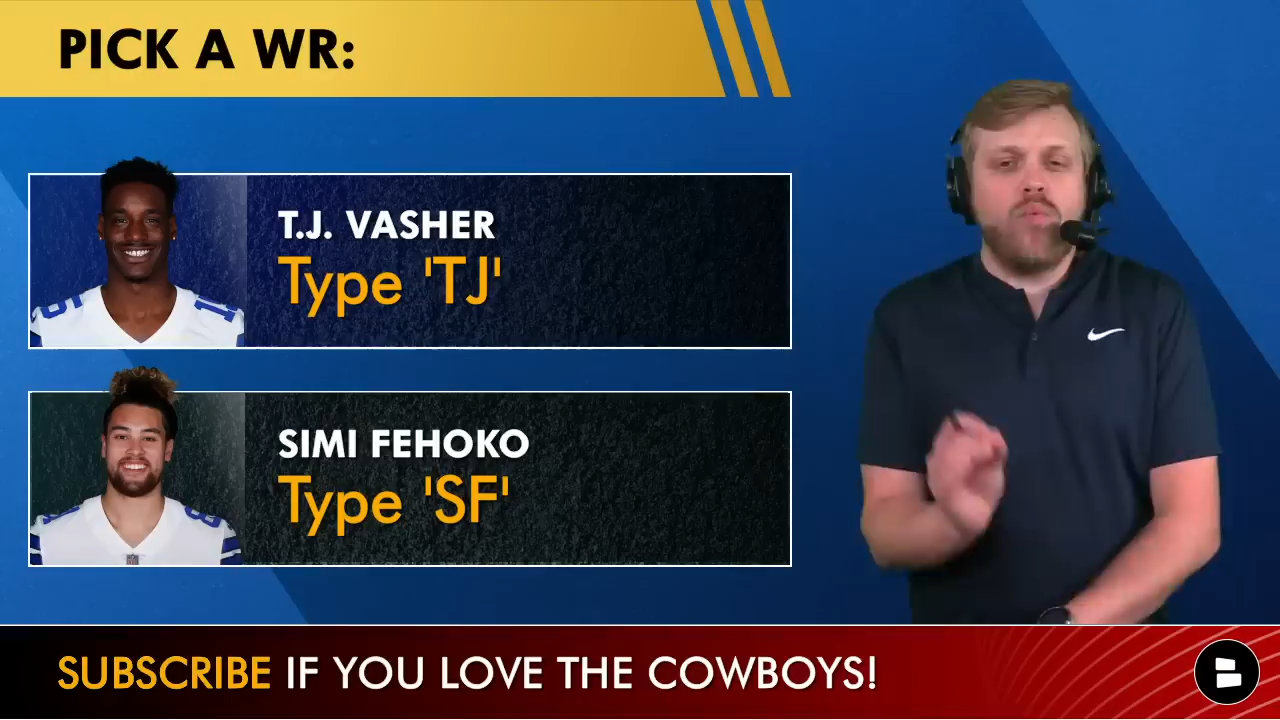 PICK A WR:
T.J. VASHER
Type 'TJ'
SIMI FEHOKO
Type 'SF'
SUBSCRIBE IF YOU LOVE THE COWBOYS!